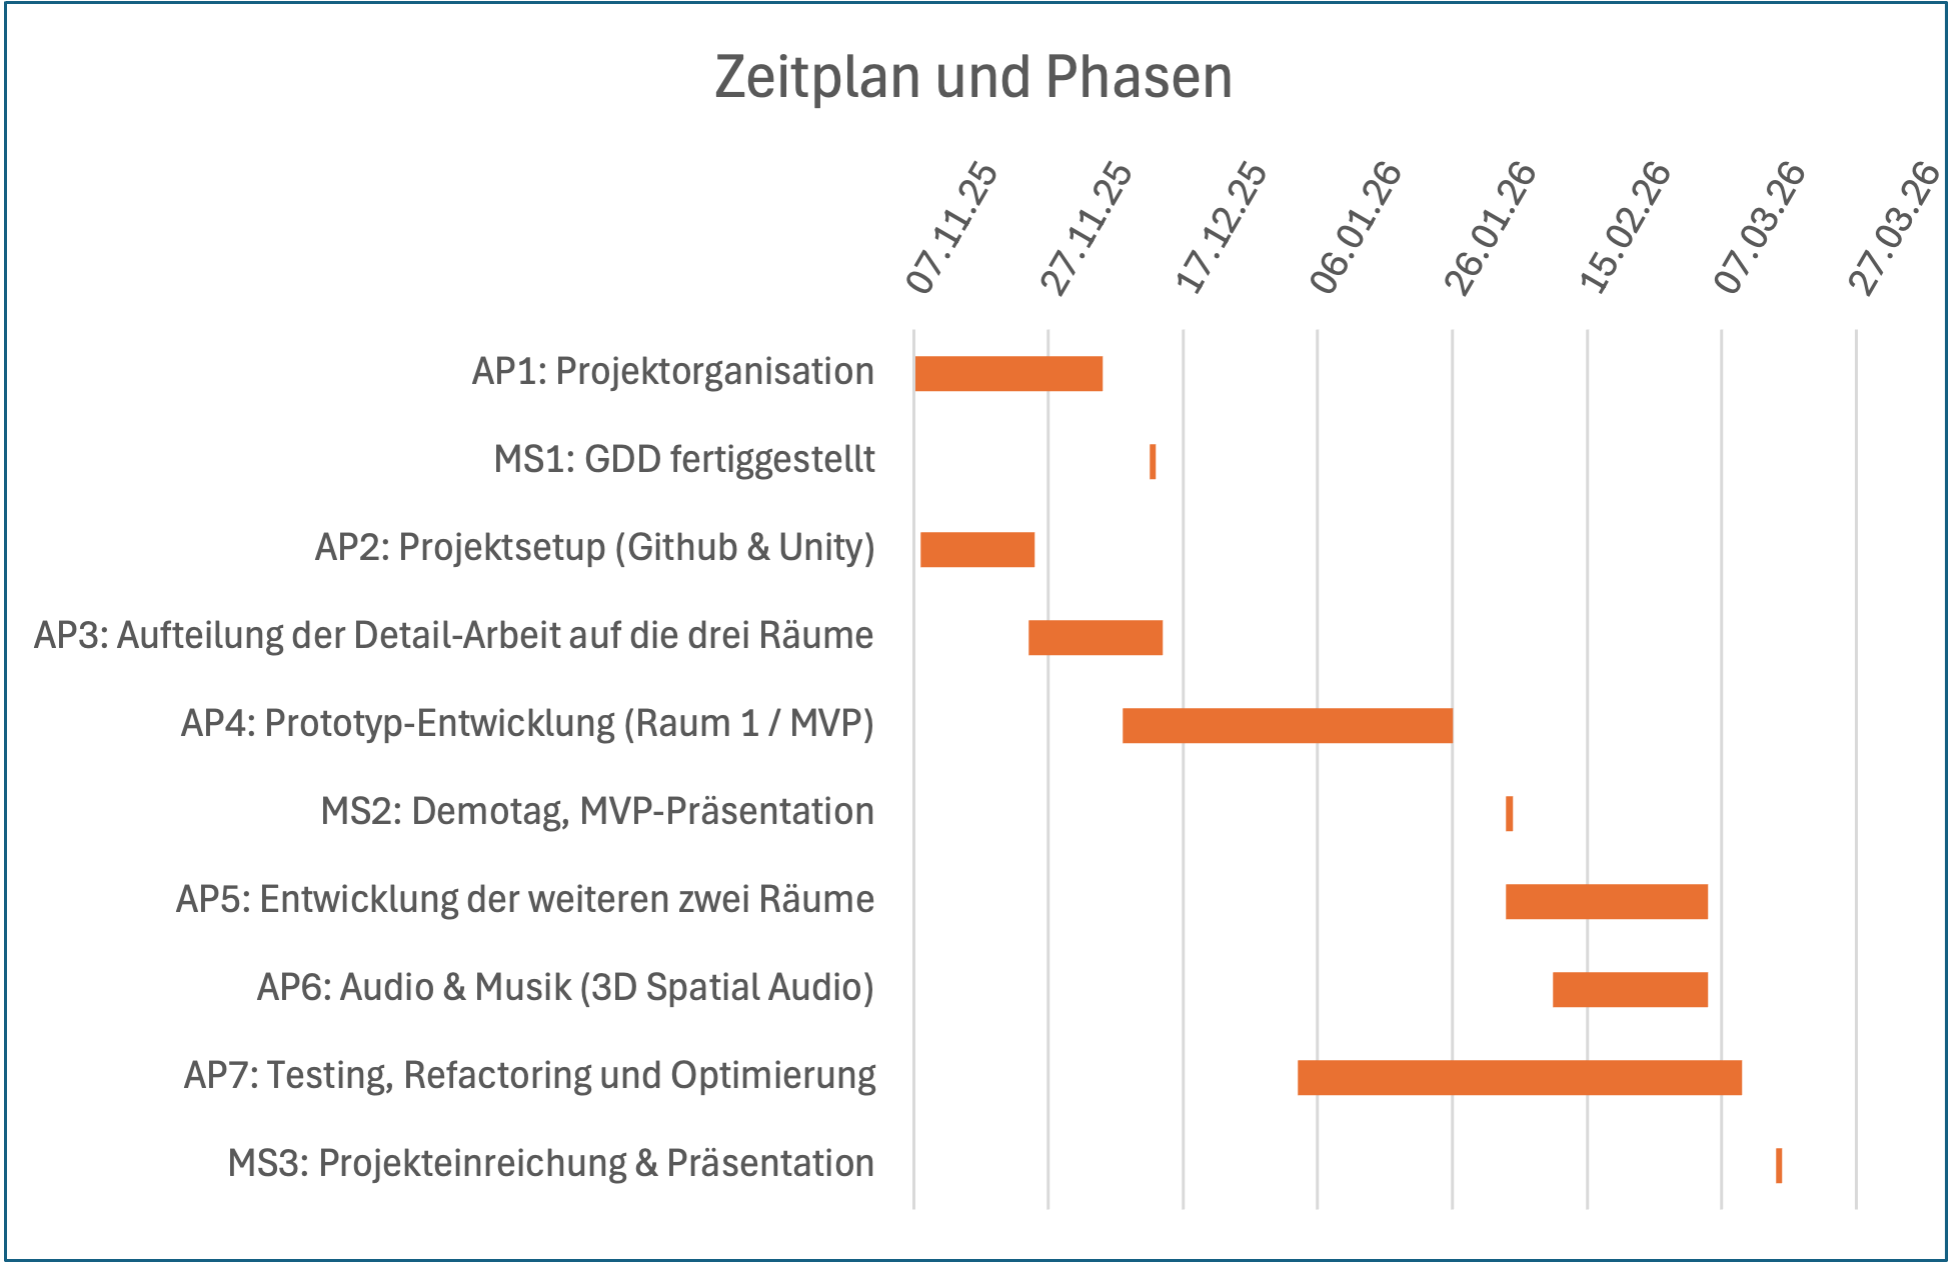 Zeitplan und Phasen
07.11.25
27.11.25
17.12.25
06.01.26
26.01.26
15.02.26
07.03.26
27.03.26
AP1: Projektorganisation
MS1: GDD fertiggestellt
AP2: Projektsetup (Github & Unity)
AP3: Aufteilung der Detail-Arbeit auf die drei Räume
AP4: Prototyp-Entwicklung (Raum 1 / MVP)
MS2: Demotag, MVP-Präsentation
AP5: Entwicklung der weiteren zwei Räume
AP6: Audio & Musik (3D Spatial Audio)
AP7: Testing, Refactoring und Optimierung
MS3: Projekteinreichung & Präsentation